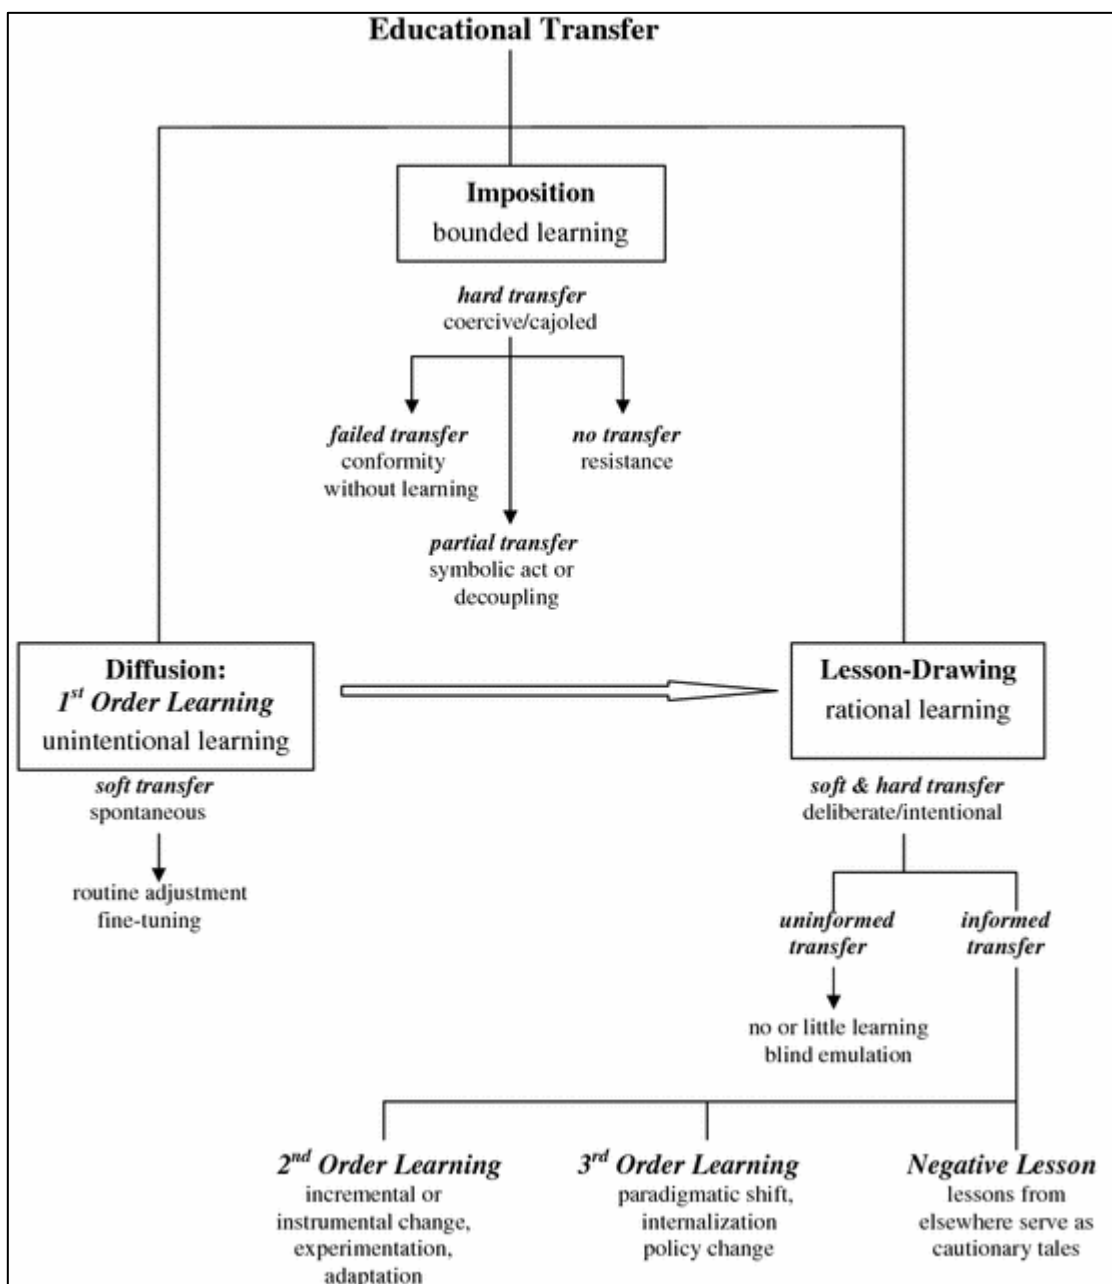 Educational Transfer
Imposition
bounded learning
hard transfer
coercive/cajoled
failed transfer
conformity
without learning
no transfer
resistance
partial transfer
symbolic act or
decoupling
Diffusion:
1st Order Learning
unintentional learning
soft transfer
spontaneous
routine adjustment
fine-tuning
Lesson-Drawing
rational learning
soft & hard transfer
deliberate/intentional
uninformed
transfer
informed
transfer
no or little learning
blind emulation
2nd Order Learning
incremental or
instrumental change,
experimentation,
adaptation
3rd Order Learning
paradigmatic shift,
internalization
policy change
Negative Lesson
lessons from
elsewhere serve as
cautionary tales